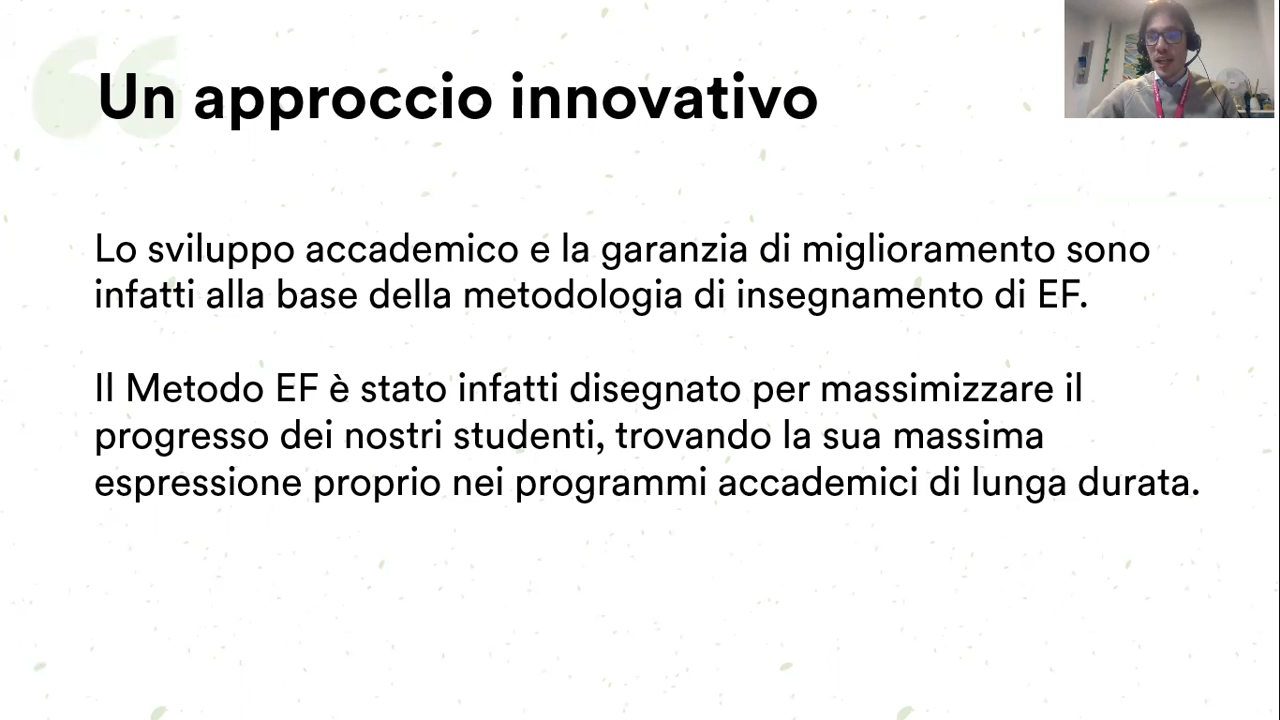 Un approccio innovativo
Lo sviluppo accademico e la garanzia di miglioramento sono
infatti alla base della metodologia di insegnamento di EF.
Il Metodo EF è stato infatti disegnato per massimizzare il
progresso dei nostri studenti, trovando la sua massima
espressione proprio nei programmi accademici di lunga durata.